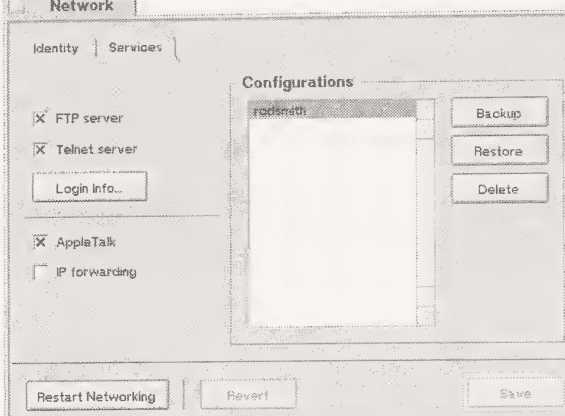 Network
Identity
Services
Configurations
rodsmith
FTP server
Telnet server
Login Info...
AppleTalk
IP forwarding
Backup
Restore
Delete
Restart Networking
Revert
Save